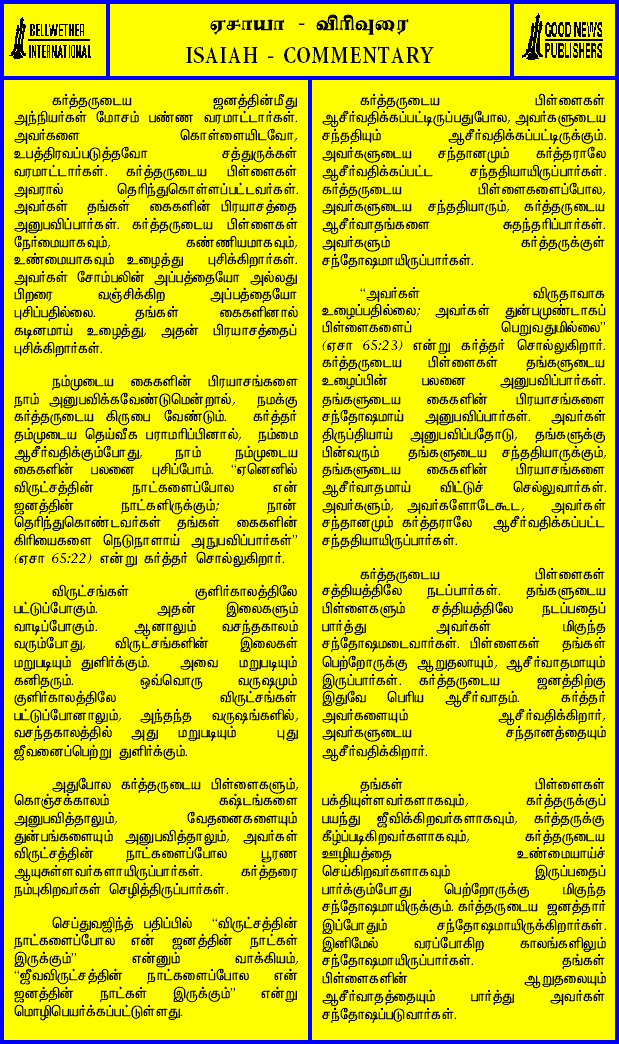 BELLWETHER
INTERNATIONAL
ஏசாயா - விரிவுரை
ISAIAH - COMMENTARY
GOOD NEWS
PUBLISHERS
கர்த்தருடைய ஜனத்தின்மீது
அந்நியர்கள் மோசம் பண்ண வரமாட்டார்கள்.
அவர்களை கொள்ளையிடவோ,
உபத்திரவப்படுத்தவோ சத்துருக்கள்
வரமாட்டார்கள். கர்த்தருடைய பிள்ளைகள்
அவரால் தெரிந்துகொள்ளப்பட்டவர்கள்.
அவர்கள் தங்கள் கைகளின் பிரயாசத்தை
அனுபவிப்பார்கள். கர்த்தருடைய பிள்ளைகள்
நேர்மையாகவும், கண்ணியமாகவும்,
உண்மையாகவும் உழைத்து புசிக்கிறார்கள்.
அவர்கள் சோம்பலின் அப்பத்தையோ அல்லது
பிறரை வஞ்சிக்கிற அப்பத்தையோ
புசிப்பதில்லை. தங்கள் கைகளினால்
கடினமாய் உழைத்து, அதன் பிரயாசத்தைப்
புசிக்கிறார்கள்.
நம்முடைய கைகளின் பிரயாசங்களை
நாம் அனுபவிக்கவேண்டுமென்றால், நமக்கு
கர்த்தருடைய கிருபை வேண்டும். கர்த்தர்
தம்முடைய தெய்வீக பராமரிப்பினால், நம்மை
ஆசீர்வதிக்கும்போது, நாம் நம்முடைய
கைகளின் பலனை புசிப்போம். “ஏனெனில்
விருட்சத்தின் நாட்களைப்போல என்
ஜனத்தின் நாட்களிருக்கும்; நான்
தெரிந்துகொண்டவர்கள் தங்கள் கைகளின்
கிரியைகளை நெடுநாளாய் அநுபவிப்பார்கள்”
(ஏசா 65:22) என்று கர்த்தர் சொல்லுகிறார்.
விருட்சங்கள் குளிர்காலத்திலே
பட்டுப்போகும். அதன் இலைகளும்
வாடிப்போகும். ஆனாலும் வசந்தகாலம்
வரும்போது, விருட்சங்களின் இலைகள்
மறுபடியும் துளிர்க்கும். அவை மறுபடியும்
கனிதரும். ஒவ்வொரு வருஷமும்
குளிர்காலத்திலே விருட்சங்கள்
பட்டுப்போனாலும், அந்தந்த வருஷங்களில்,
வசந்தகாலத்தில் அது மறுபடியும் புது
ஜீவனைப்பெற்று துளிர்க்கும்.
அதுபோல கர்த்தருடைய பிள்ளைகளும்,
கொஞ்சக்காலம் கஷ்டங்களை
அனுபவித்தாலும், வேதனைகளையும்
துன்பங்களையும் அனுபவித்தாலும், அவர்கள்
விருட்சத்தின் நாட்களைப்போல பூரண
ஆயுசுள்ளவர்களாயிருப்பார்கள். கர்த்தரை
நம்புகிறவர்கள் செழித்திருப்பார்கள்.
செப்துவஜிந்த் பதிப்பில் “விருட்சத்தின்
நாட்களைப்போல என் ஜனத்தின் நாட்கள்
இருக்கும்” என்னும் வாக்கியம்,
“ஜீவவிருட்சத்தின் நாட்களைப்போல என்
ஜனத்தின் நாட்கள் இருக்கும்” என்று
மொழிபெயர்க்கப்பட்டுள்ளது.
கர்த்தருடைய பிள்ளைகள்
ஆசீர்வதிக்கப்பட்டிருப்பதுபோல, அவர்களுடைய
சந்ததியும் ஆசீர்வதிக்கப்பட்டிருக்கும்.
அவர்களுடைய சந்தானமும் கர்த்தராலே
ஆசீர்வதிக்கப்பட்ட சந்ததியாயிருப்பார்கள்.
கர்த்தருடைய பிள்ளைகளைப்போல,
அவர்களுடைய சந்ததியாரும், கர்த்தருடைய
ஆசீர்வாதங்களை சுதந்தரிப்பார்கள்.
அவர்களும் கர்த்தருக்குள்
சந்தோஷமாயிருப்பார்கள்.
“அவர்கள் விருதாவாக
உழைப்பதில்லை; அவர்கள் துன்பமுண்டாகப்
பிள்ளைகளைப் பெறுவதுமில்லை”
(ஏசா 65:23) என்று கர்த்தர் சொல்லுகிறார்.
கர்த்தருடைய பிள்ளைகள் தங்களுடைய
உழைப்பின் பலனை அனுபவிப்பார்கள்.
தங்களுடைய கைகளின் பிரயாசங்களை
சந்தோஷமாய் அனுபவிப்பார்கள். அவர்கள்
திருப்தியாய் அனுபவிப்பதோடு, தங்களுக்கு
பின்வரும் தங்களுடைய சந்ததியாருக்கும்,
தங்களுடைய கைகளின் பிரயாசங்களை
ஆசீர்வாதமாய் விட்டுச் செல்லுவார்கள்.
அவர்களும், அவர்களோடேகூட, அவர்கள்
சந்தானமும் கர்த்தராலே ஆசீர்வதிக்கப்பட்ட
சந்ததியாயிருப்பார்கள்.
கர்த்தருடைய பிள்ளைகள்
சத்தியத்திலே நடப்பார்கள். தங்களுடைய
பிள்ளைகளும் சத்தியத்திலே நடப்பதைப்
பார்த்து அவர்கள் மிகுந்த
சந்தோஷமடைவார்கள். பிள்ளைகள் தங்கள்
பெற்றோருக்கு ஆறுதலாயும், ஆசீர்வாதமாயும்
இருப்பார்கள். கர்த்தருடைய ஜனத்திற்கு
இதுவே பெரிய ஆசீர்வாதம். கர்த்தர்
அவர்களையும் ஆசீர்வதிக்கிறார்,
அவர்களுடைய சந்தானத்தையும்
ஆசீர்வதிக்கிறார்.
தங்கள் பிள்ளைகள்
பக்தியுள்ளவர்களாகவும், கர்த்தருக்குப்
பயந்து ஜீவிக்கிறவர்களாகவும், கர்த்தருக்கு
கீழ்ப்படிகிறவர்களாகவும், கர்த்தருடைய
ஊழியத்தை உண்மையாய்ச்
செய்கிறவர்களாகவும் இருப்பதைப்
பார்க்கும்போது பெற்றோருக்கு மிகுந்த
சந்தோஷமாயிருக்கும். கர்த்தருடைய ஜனத்தார்
இப்போதும் சந்தோஷமாயிருக்கிறார்கள்.
இனிமேல் வரப்போகிற காலங்களிலும்
சந்தோஷமாயிருப்பார்கள். தங்கள்
பிள்ளைகளின் ஆறுதலையும்
ஆசீர்வாதத்தையும் பார்த்து அவர்கள்
சந்தோஷப்படுவார்கள்.